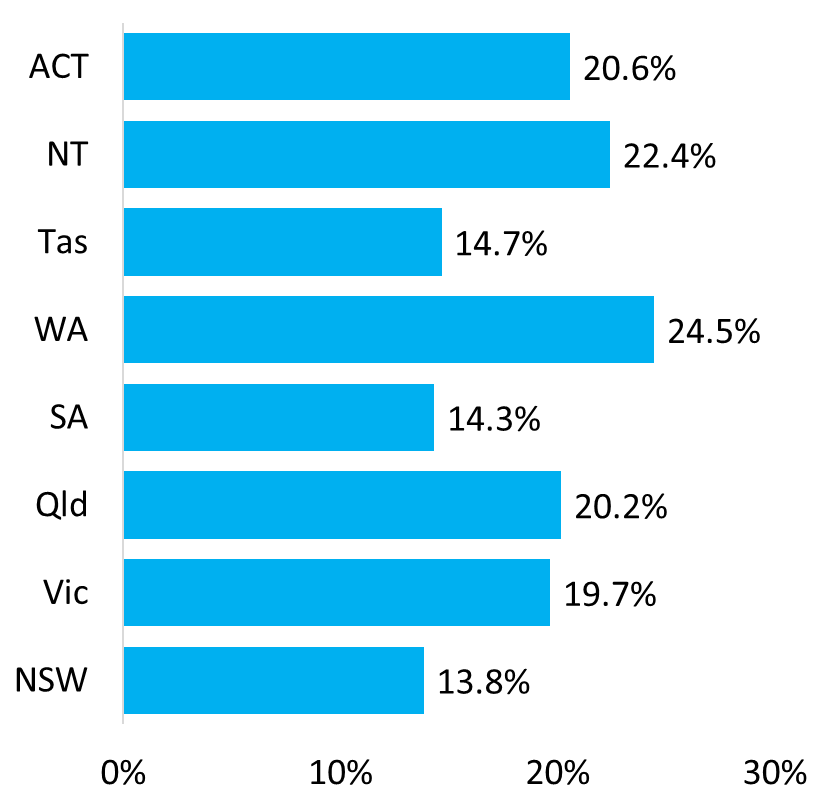 ACT 20.6%
NT 22.4%
Tas 14.7%
WA 24.5%
SA 14.3%
Qld 20.2%
Vic 19.7%
NSW 13.8%
0% 10% 20% 30%